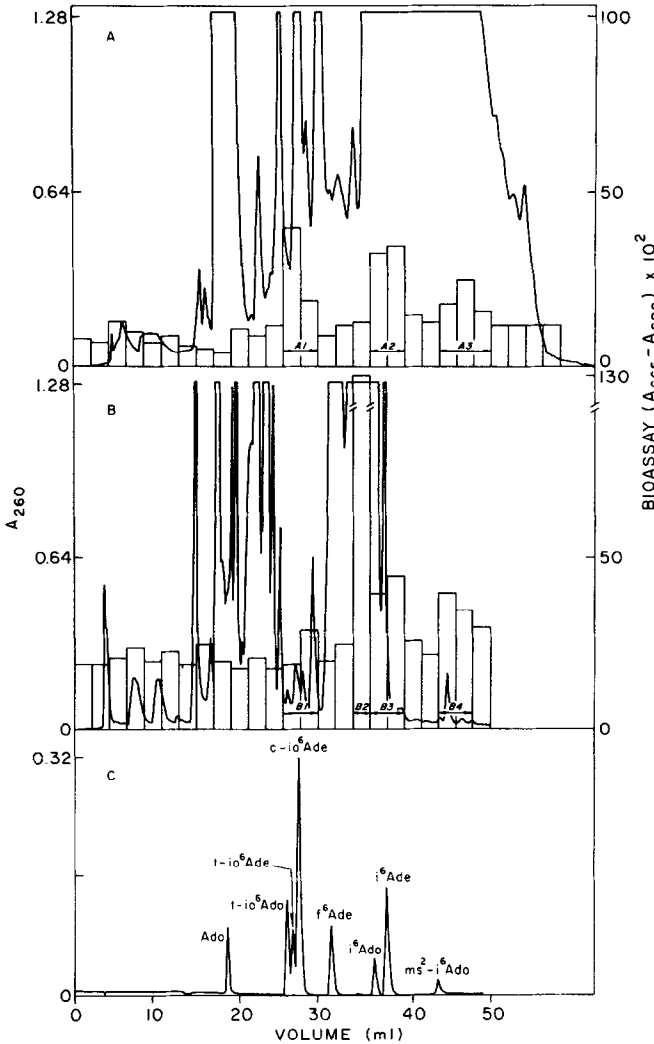 A
1.28
0.64
0
100
50
0
A1
A2
A3
B
1.28
0.64
0
130
50
0
B1
B2
B3
B4
A260
BIOASSAY
C
0.32
0
c-io6Ade
t-io6Ade
t-io6Ado
Ado
f6Ade
i6Ado
i6Ade
ms2-i6Ado
0
10
20
30
40
50
VOLUME (ml)